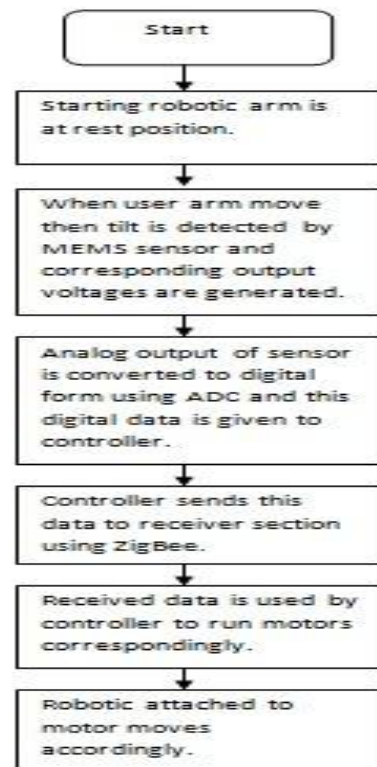 Start
Starting robotic arm is
at rest position.
When user arm move
then tilt is detected by
MEMS sensor and
corresponding output
voltages are generated.
Analog output of sensor
is converted to digital
form using ADC and this
digital data is given to
controller.
Controller sends this
data to receiver section
using ZigBee.
Received data is used by
controller to run motors
correspondingly.
Robotic attached to
motor moves
accordingly.